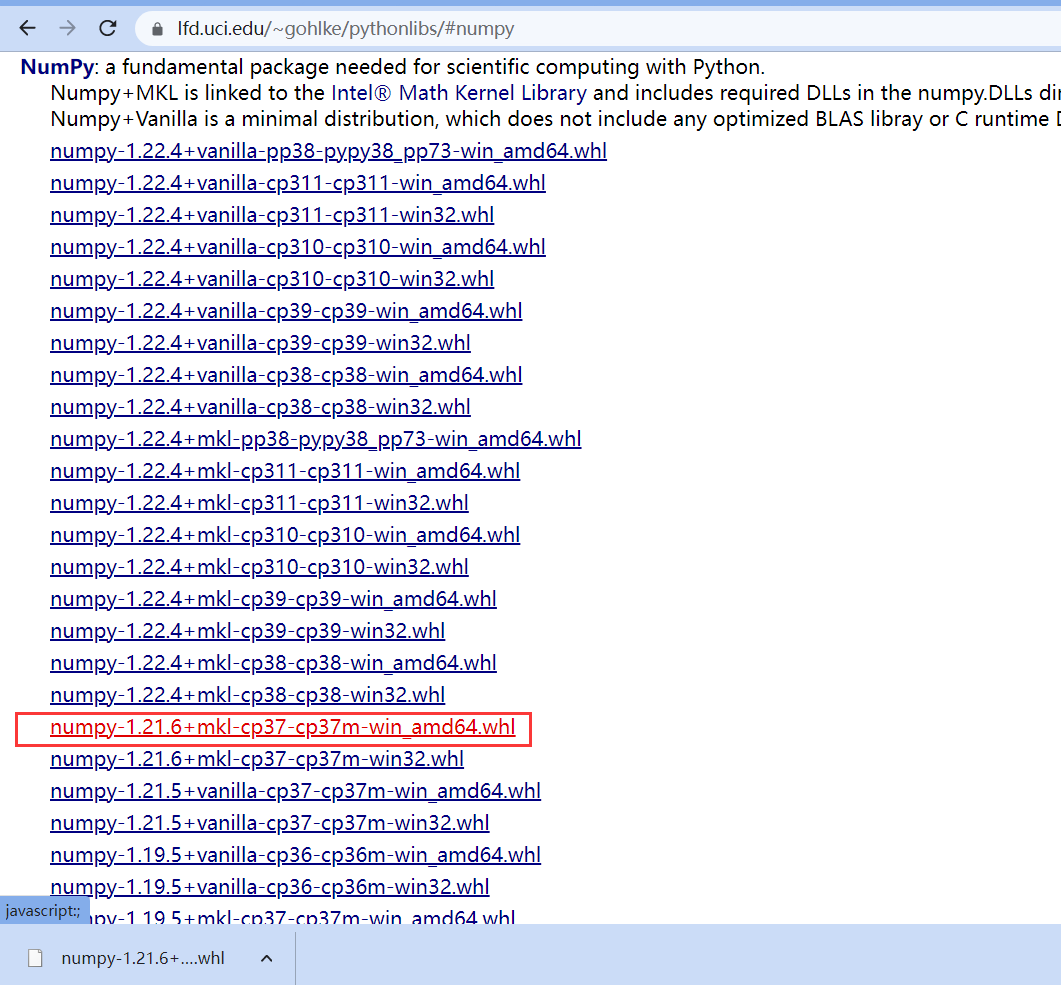 lfd.uci.edu/~gohlke/pythonlibs/#numpy
NumPy: a fundamental package needed for scientific computing with Python.
Numpy+MKL is linked to the Intel® Math Kernel Library and includes required DLLs in the numpy.DLLs
Numpy+Vanilla is a minimal distribution, which does not include any optimized BLAS libray or C runtime
numpy-1.22.4+vanilla-pp38-pypy38_pp73-win_amd64.whl
numpy-1.22.4+vanilla-cp311-cp311-win_amd64.whl
numpy-1.22.4+vanilla-cp311-cp311-win32.whl
numpy-1.22.4+vanilla-cp310-cp310-win_amd64.whl
numpy-1.22.4+vanilla-cp310-cp310-win32.whl
numpy-1.22.4+vanilla-cp39-cp39-win_amd64.whl
numpy-1.22.4+vanilla-cp39-cp39-win32.whl
numpy-1.22.4+vanilla-cp38-cp38-win_amd64.whl
numpy-1.22.4+vanilla-cp38-cp38-win32.whl
numpy-1.22.4+mkl-pp38-pypy38_pp73-win_amd64.whl
numpy-1.22.4+mkl-cp311-cp311-win_amd64.whl
numpy-1.22.4+mkl-cp311-cp311-win32.whl
numpy-1.22.4+mkl-cp310-cp310-win_amd64.whl
numpy-1.22.4+mkl-cp310-cp310-win32.whl
numpy-1.22.4+mkl-cp39-cp39-win_amd64.whl
numpy-1.22.4+mkl-cp39-cp39-win32.whl
numpy-1.22.4+mkl-cp38-cp38-win_amd64.whl
numpy-1.22.4+mkl-cp38-cp38-win32.whl
numpy-1.21.6+mkl-cp37-cp37m-win_amd64.whl
numpy-1.21.6+mkl-cp37-cp37m-win32.whl
numpy-1.21.5+vanilla-cp37-cp37m-win_amd64.whl
numpy-1.21.5+vanilla-cp37-cp37m-win32.whl
numpy-1.19.5+vanilla-cp36-cp36m-win_amd64.whl
numpy-1.19.5+vanilla-cp36-cp36m-win32.whl
javascript:;
npy-1.19.5+mkl-cp37-cp37m-win_amd64.whl
numpy-1.21.6+....whl